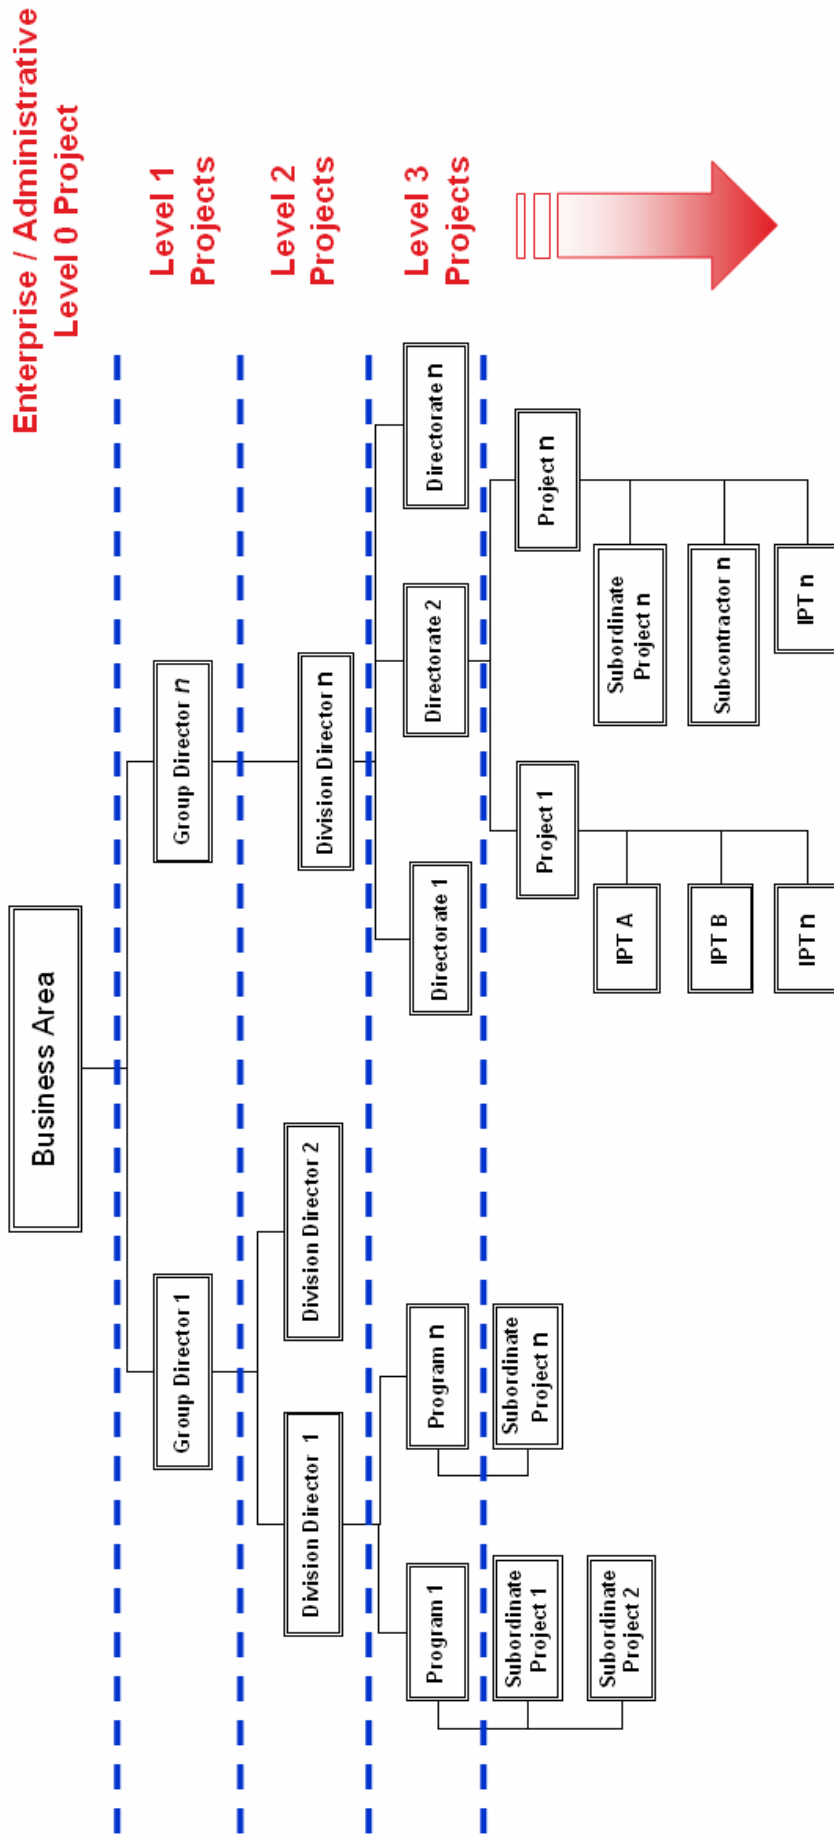 Enterprise / Administrative
Level 0 Project
Business Area
Level 1
Projects
Group Director 1
Group Director n
Level 2
Projects
Division Director 1
Division Director 2
Division Director n
Level 3
Projects
Program 1
Program n
Directorate 1
Directorate 2
Directorate n
Subordinate
Project 1
Subordinate
Project n
Project 1
Project n
Subordinate
Project 2
IPT A
Subordinate
Project n
IPT B
Subcontractor n
IPT n
IPT n